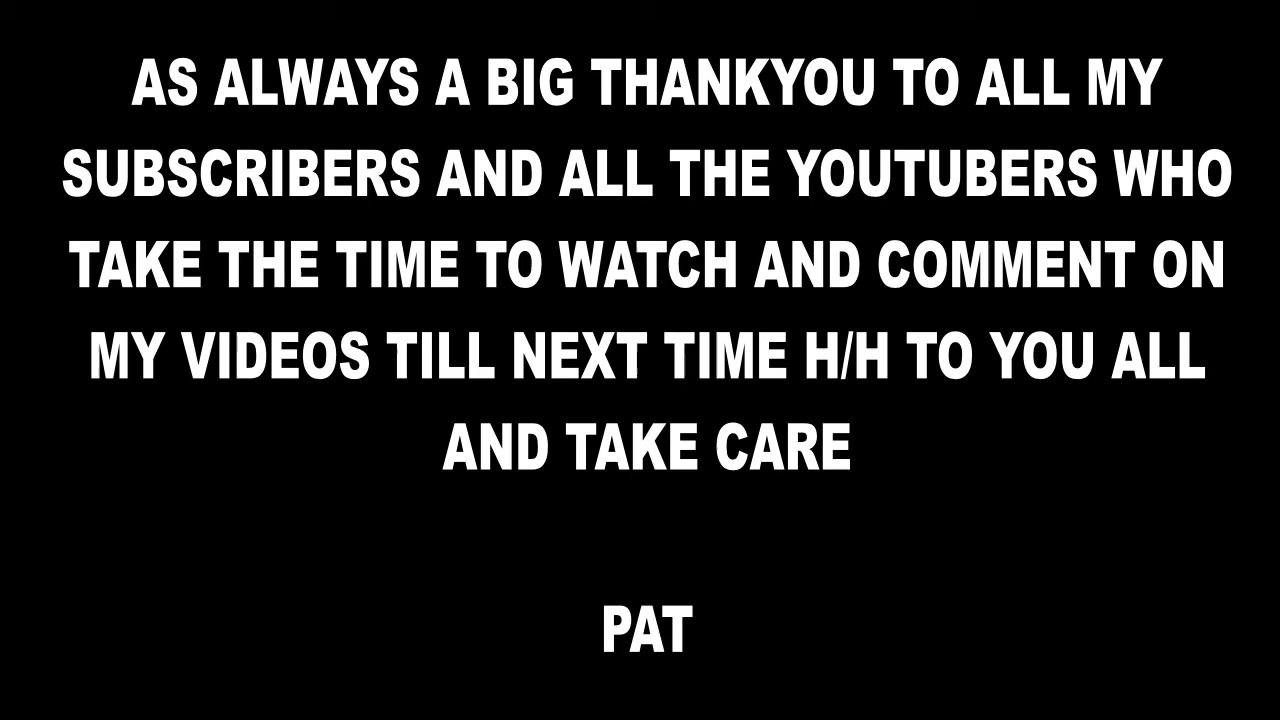 AS ALWAYS A BIG THANKYOU TO ALL MY
SUBSCRIBERS AND ALL THE YOUTUBERS WHO
TAKE THE TIME TO WATCH AND COMMENT ON
MY VIDEOS TILL NEXT TIME H/H TO YOU ALL
AND TAKE CARE
PAT